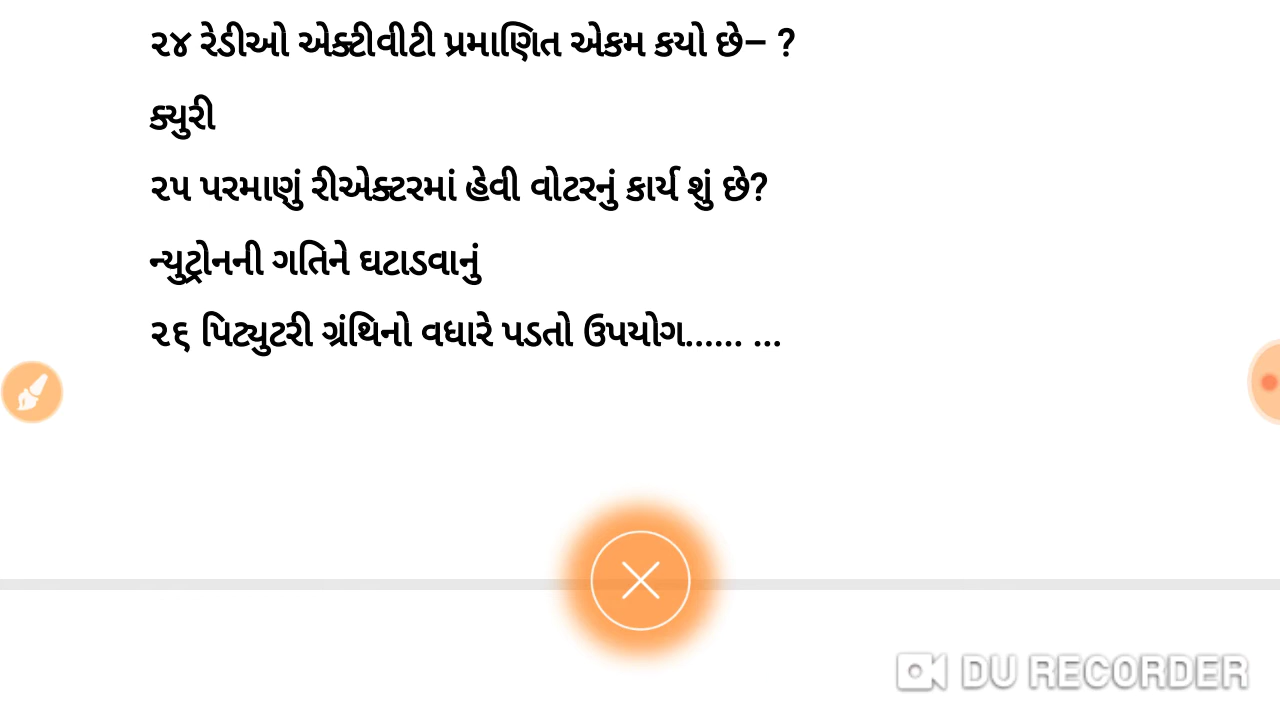 ૨૪ રેડીઓ એક્ટીવીટી પ્રમાણિત એકમ કયો છે– ?
ક્યુરી
૨૫ પરમાણું રીએક્ટરમાં હેવી વોટરનું કાર્ય શું છે?
ન્યુટ્રોનની ગતિને ઘટાડવાનું
૨૬ પિટ્યુટરી ગ્રંથિનો વધારે પડતો ઉપયોગ...... ...
DU RECORDER